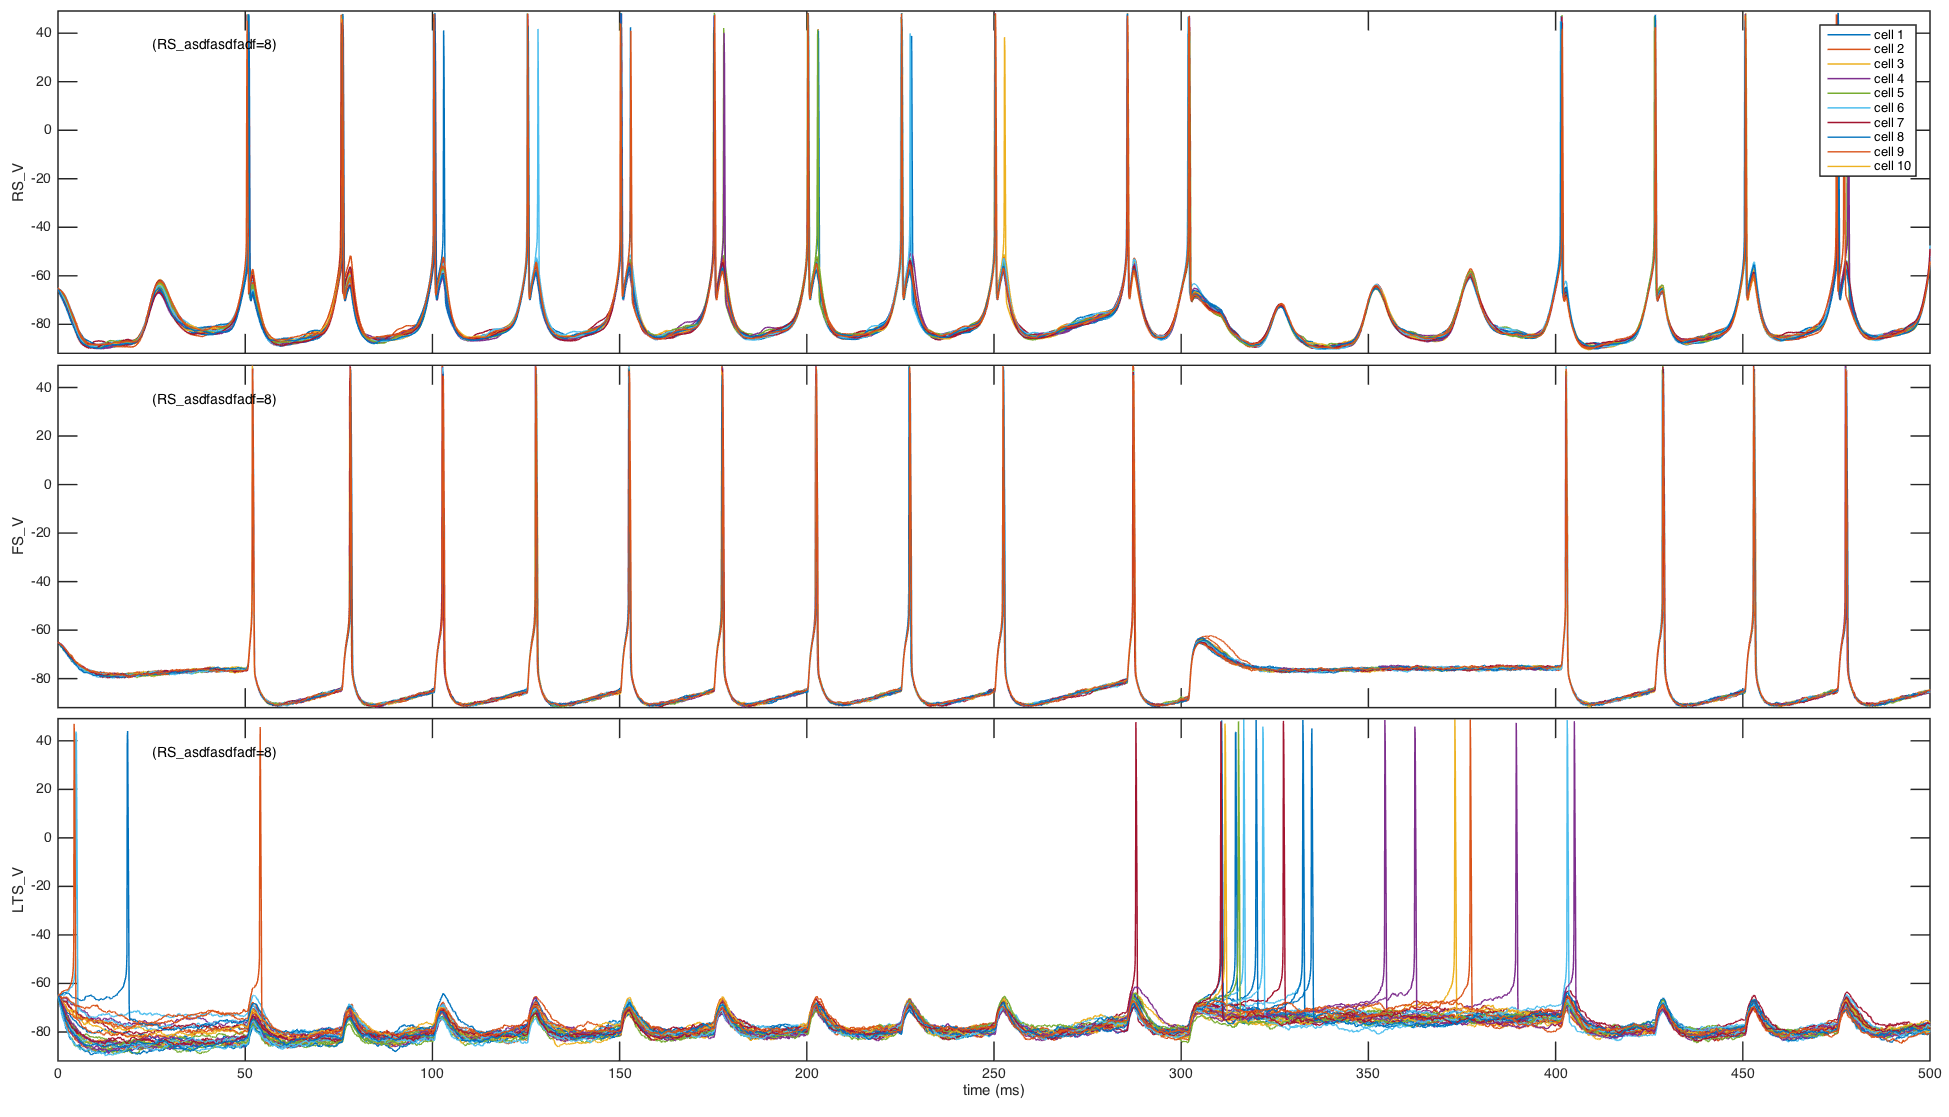 RS_V
40
20
0
-20
-40
-60
-80
(RS_asdfasdfadf=8)
cell 1
cell 2
cell 3
cell 4
cell 5
cell 6
cell 7
cell 8
cell 9
cell 10
FS_V
40
20
0
-20
-40
-60
-80
(RS_asdfasdfadf=8)
LTS_V
40
20
0
-20
-40
-60
-80
(RS_asdfasdfadf=8)
0 50 100 150 200 250 300 350 400 450 500
time (ms)